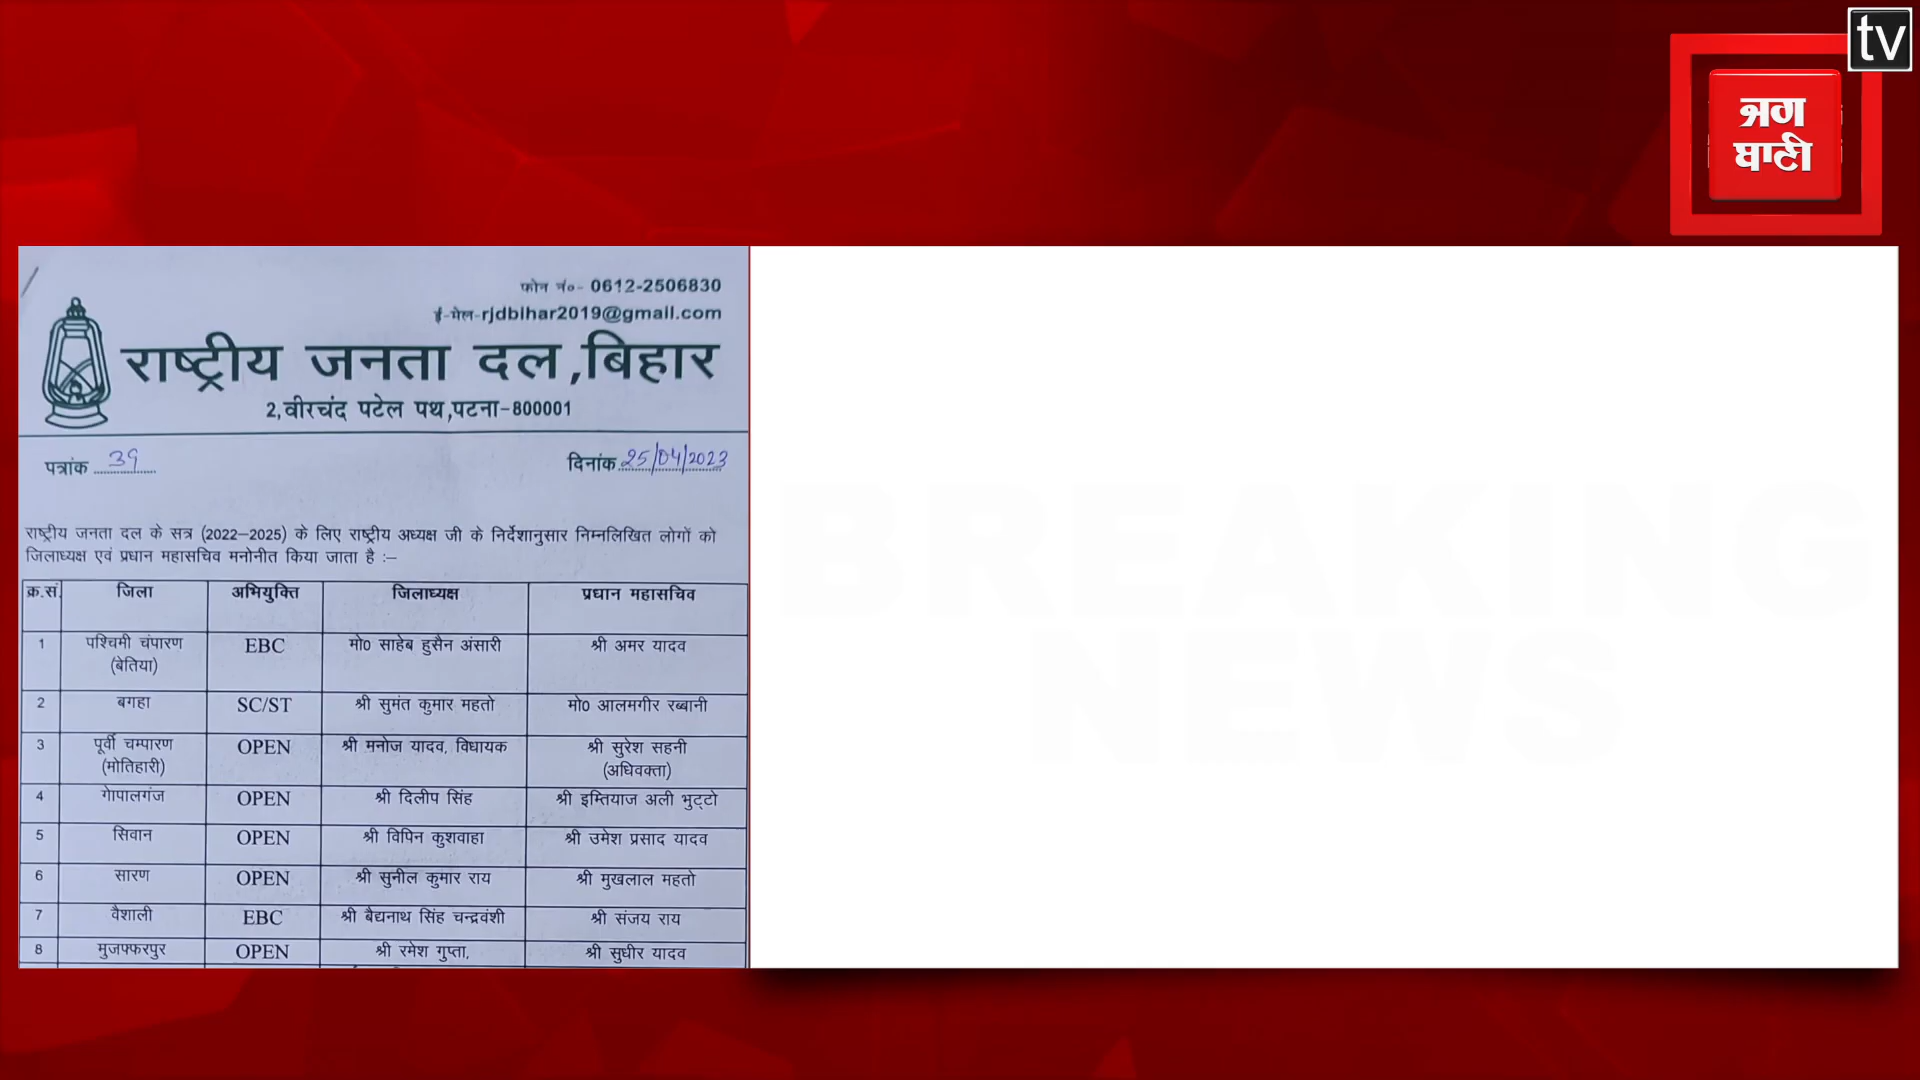 tv
ਜਗ
ਬਾਣੀ
फोन नं०- 0612-2506830
ई-मेल-rjdbihar2019@gmail.com
राष्ट्रीय जनता दल,बिहार
2,वीरचंद पटेल पथ,पटना-800001
पत्रांक 39 दिनांक 25/04/2023
राष्ट्रीय जनता दल के सत्र (2022–2025) के लिए राष्ट्रीय अध्यक्ष जी के निर्देशानुसार निम्नलिखित लोगों को
जिलाध्यक्ष एवं प्रधान महासचिव मनोनीत किया जाता है :–
क्र.सं. जिला अभियुक्ति जिलाध्यक्ष प्रधान महासचिव
1 पश्चिमी चंपारण EBC मो0 साहेब हुसैन अंसारी श्री अमर यादव
(बेतिया)
2 बगहा SC/ST श्री सुमंत कुमार महतो मो0 आलमगीर रब्बानी
3 पूर्वी चम्पारण OPEN श्री मनोज यादव, विधायक श्री सुरेश सहनी
(मोतिहारी) (अधिवक्ता)
4 गोपालगंज OPEN श्री दिलीप सिंह श्री इम्तियाज अली भुट्टो
5 सिवान OPEN श्री विपिन कुशवाहा श्री उमेश प्रसाद यादव
6 सारण OPEN श्री सुनील कुमार राय श्री मुखलाल महतो
7 वैशाली EBC श्री बैद्यनाथ सिंह चन्द्रवंशी श्री संजय राय
8 मुजफ्फरपुर OPEN श्री रमेश गुप्ता, श्री सुधीर यादव
BREAKING
NEWS